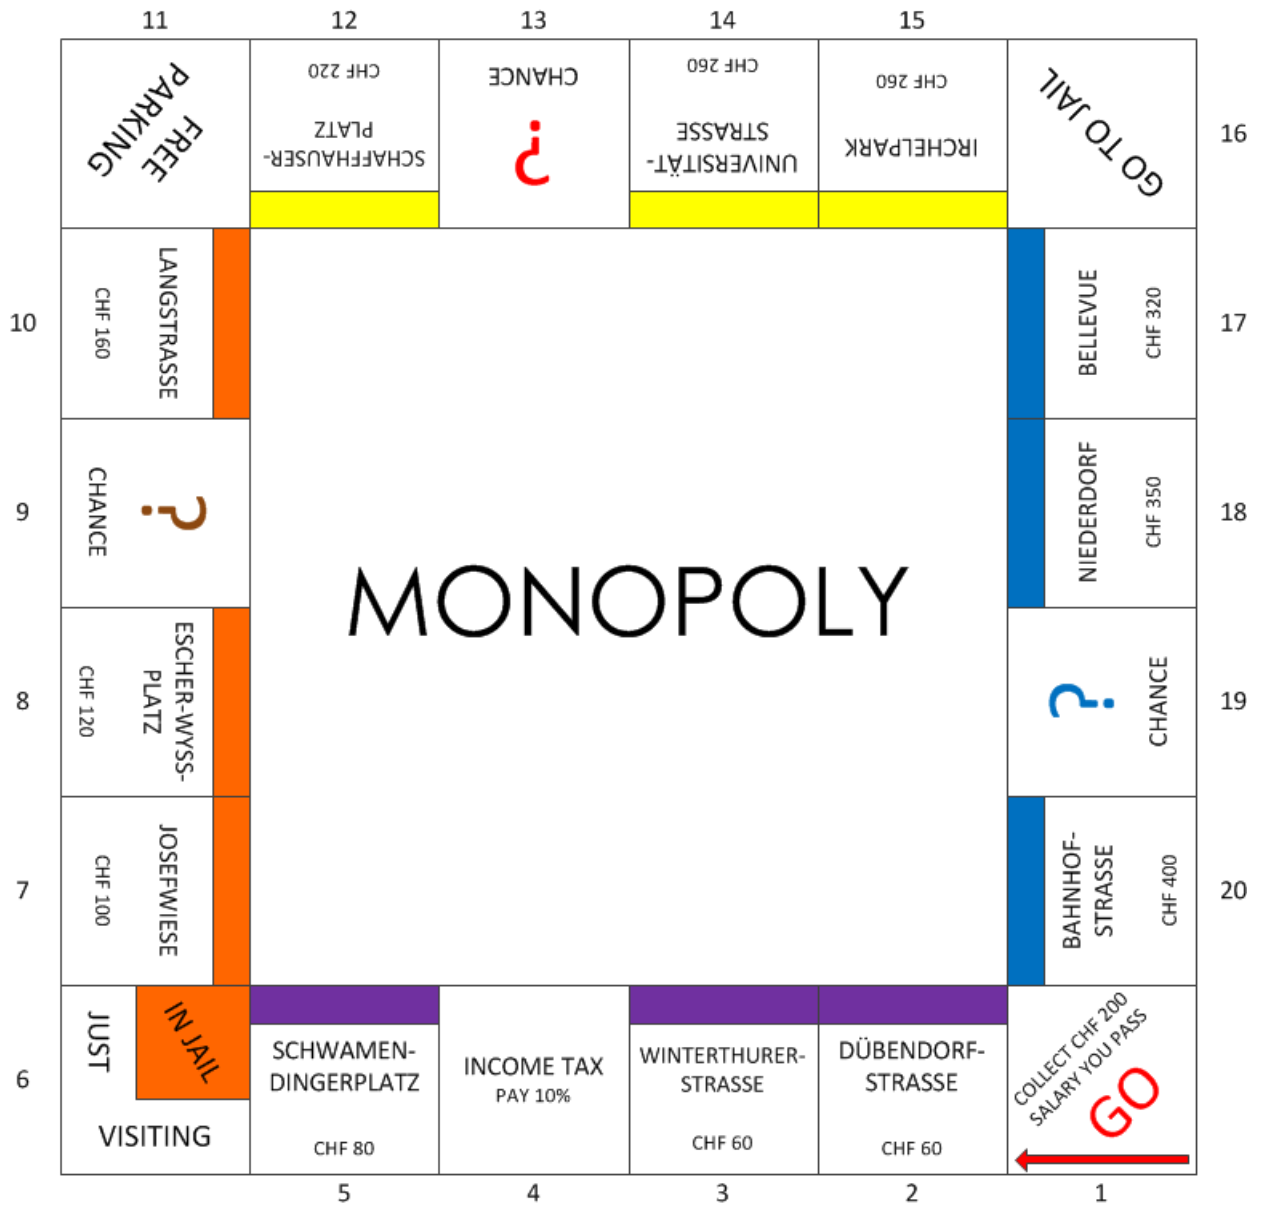 11
12
13
14
15
FREE
PARKING
CHF 220
SCHAFFHAUSER-
PLATZ
CHANCE
?
CHF 260
UNIVERSITÄT-
STRASSE
CHF 260
IRCHELPARK
GO TO JAIL
16
10
LANGSTRASSE
CHF 160
BELLEVUE
CHF 320
17
9
CHANCE
?
NIEDERDORF
CHF 350
18
MONOPOLY
8
ESCHER-WYSS-
PLATZ
CHF 120
?
CHANCE
19
7
JOSEFWIESE
CHF 100
BAHNHOF-
STRASSE
CHF 400
20
6
JUST
VISITING
IN JAIL
SCHWAMEN-
DINGERPLATZ
CHF 80
INCOME TAX
PAY 10%
WINTERTHURER-
STRASSE
CHF 60
DÜBENDORF-
STRASSE
CHF 60
COLLECT CHF 200
SALARY YOU PASS
GO
5
4
3
2
1